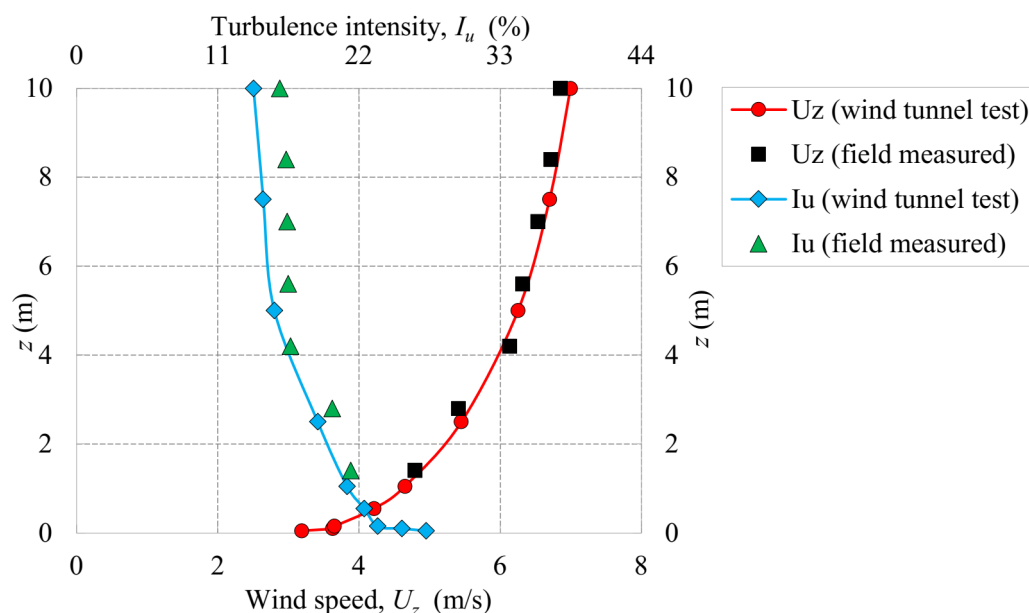 Turbulence intensity, I_u (%)
0 11 22 33 44
10 10
8 8
6 6
4 4
2 2
0 0
z (m) z (m)
0 2 4 6 8
Wind speed, U_z (m/s)
Uz (wind tunnel test)
Uz (field measured)
Iu (wind tunnel test)
Iu (field measured)